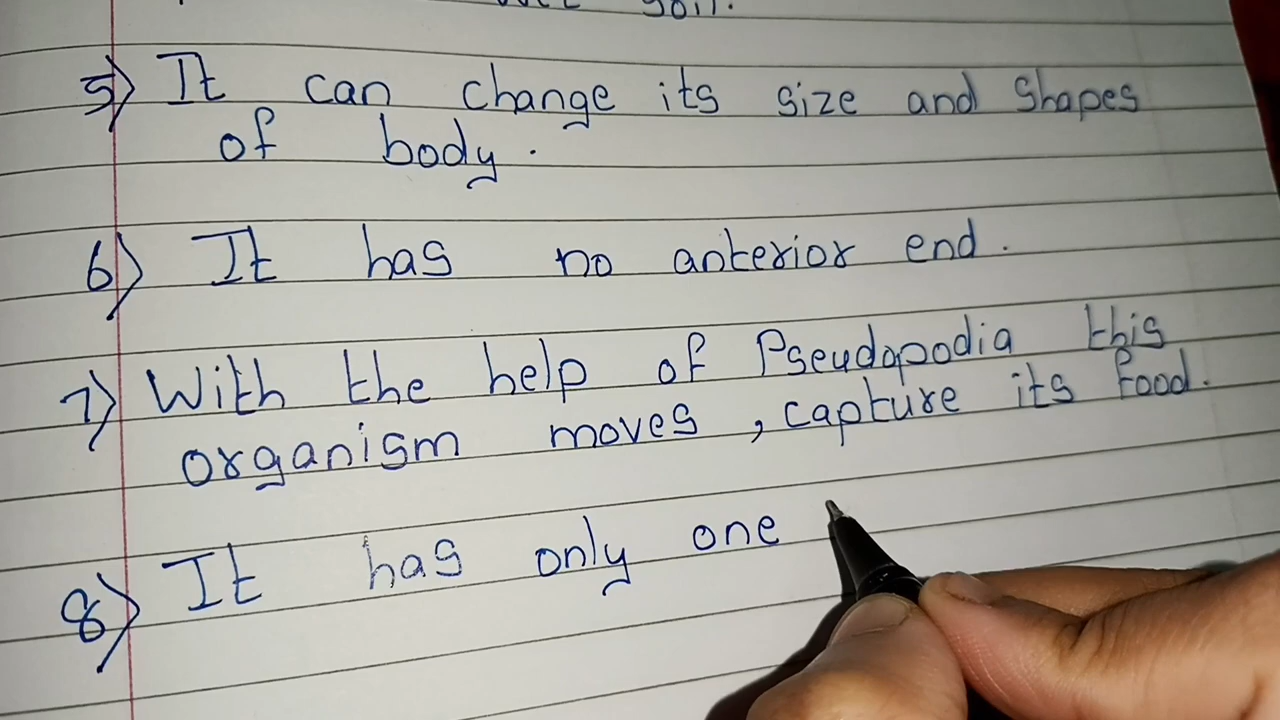 soil.
5) It can change its size and shapes
of body.
6) It has no anterior end.
7) With the help of Pseudopodia this
organism moves, capture its food.
8) It has only one